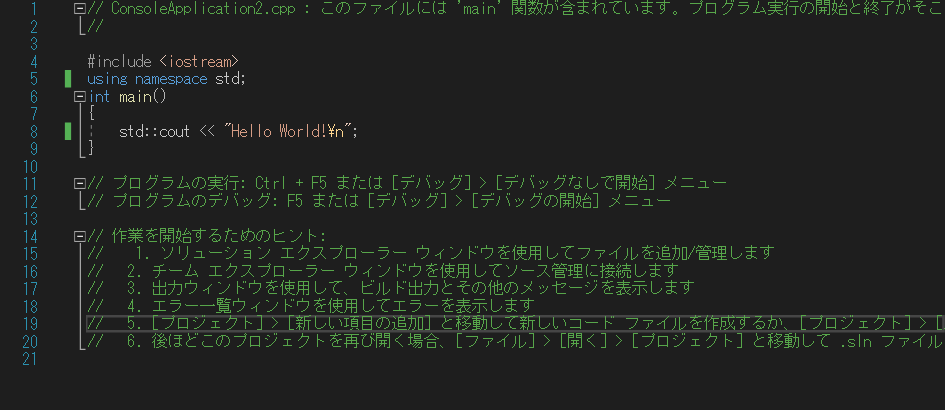 1 // ConsoleApplication2.cpp : このファイルには 'main' 関数が含まれています。プログラム実行の開始と終了がそこ
2 //
3
4 #include <iostream>
5 using namespace std;
6 int main()
7 {
8 std::cout << "Hello World!¥n";
9 }
10
11 // プログラムの実行: Ctrl + F5 または [デバッグ] > [デバッグなしで開始] メニュー
12 // プログラムのデバッグ: F5 または [デバッグ] > [デバッグの開始] メニュー
13
14 // 作業を開始するためのヒント:
15 // 1. ソリューション エクスプローラー ウィンドウを使用してファイルを追加/管理します
16 // 2. チーム エクスプローラー ウィンドウを使用してソース管理に接続します
17 // 3. 出力ウィンドウを使用して、ビルド出力とその他のメッセージを表示します
18 // 4. エラー一覧ウィンドウを使用してエラーを表示します
19 // 5. [プロジェクト] > [新しい項目の追加] と移動して新しいコード ファイルを作成するか、[プロジェクト] > [
20 // 6. 後ほどこのプロジェクトを再び開く場合、[ファイル] > [開く] > [プロジェクト] と移動して .sln ファイル
21